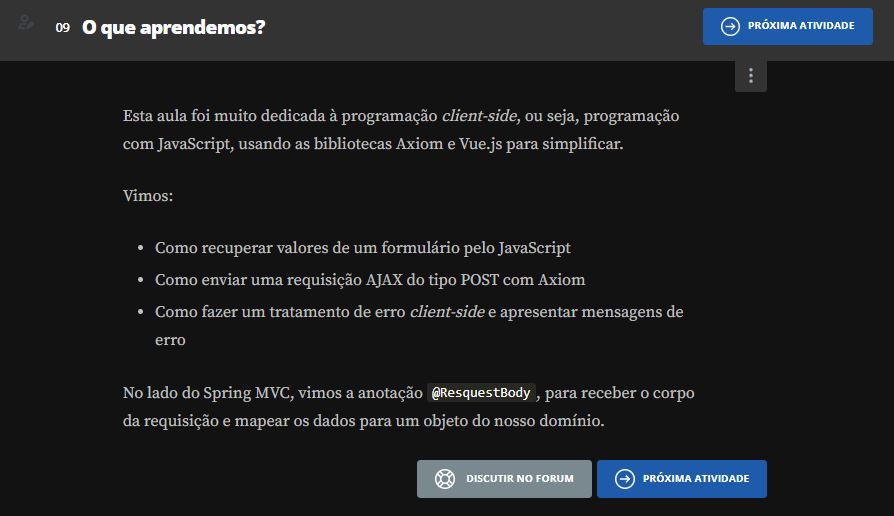 09 O que aprendemos?
PRÓXIMA ATIVIDADE
Esta aula foi muito dedicada à programação client-side, ou seja, programação
com JavaScript, usando as bibliotecas Axiom e Vue.js para simplificar.
Vimos:
• Como recuperar valores de um formulário pelo JavaScript
• Como enviar uma requisição AJAX do tipo POST com Axiom
• Como fazer um tratamento de erro client-side e apresentar mensagens de
erro
No lado do Spring MVC, vimos a anotação @ResquestBody, para receber o corpo
da requisição e mapear os dados para um objeto do nosso domínio.
DISCUTIR NO FORUM
PRÓXIMA ATIVIDADE